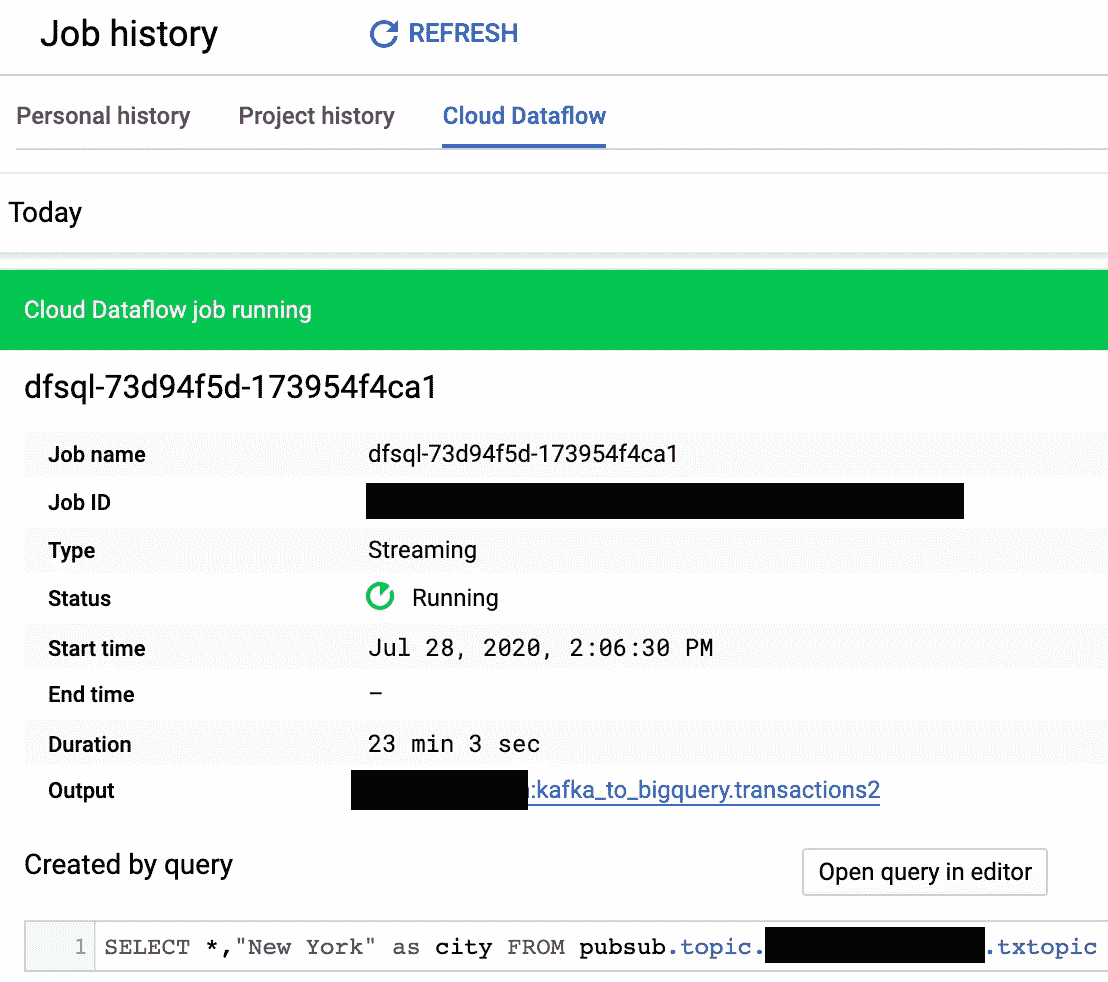 Job history REFRESH
Personal history Project history Cloud Dataflow
Today
Cloud Dataflow job running
dfsql-73d94f5d-173954f4ca1
Job name dfsql-73d94f5d-173954f4ca1
Job ID
Type Streaming
Status Running
Start time Jul 28, 2020, 2:06:30 PM
End time –
Duration 23 min 3 sec
Output :kafka_to_bigquery.transactions2
Created by query Open query in editor
1 SELECT *,"New York" as city FROM pubsub.topic. .txtopic